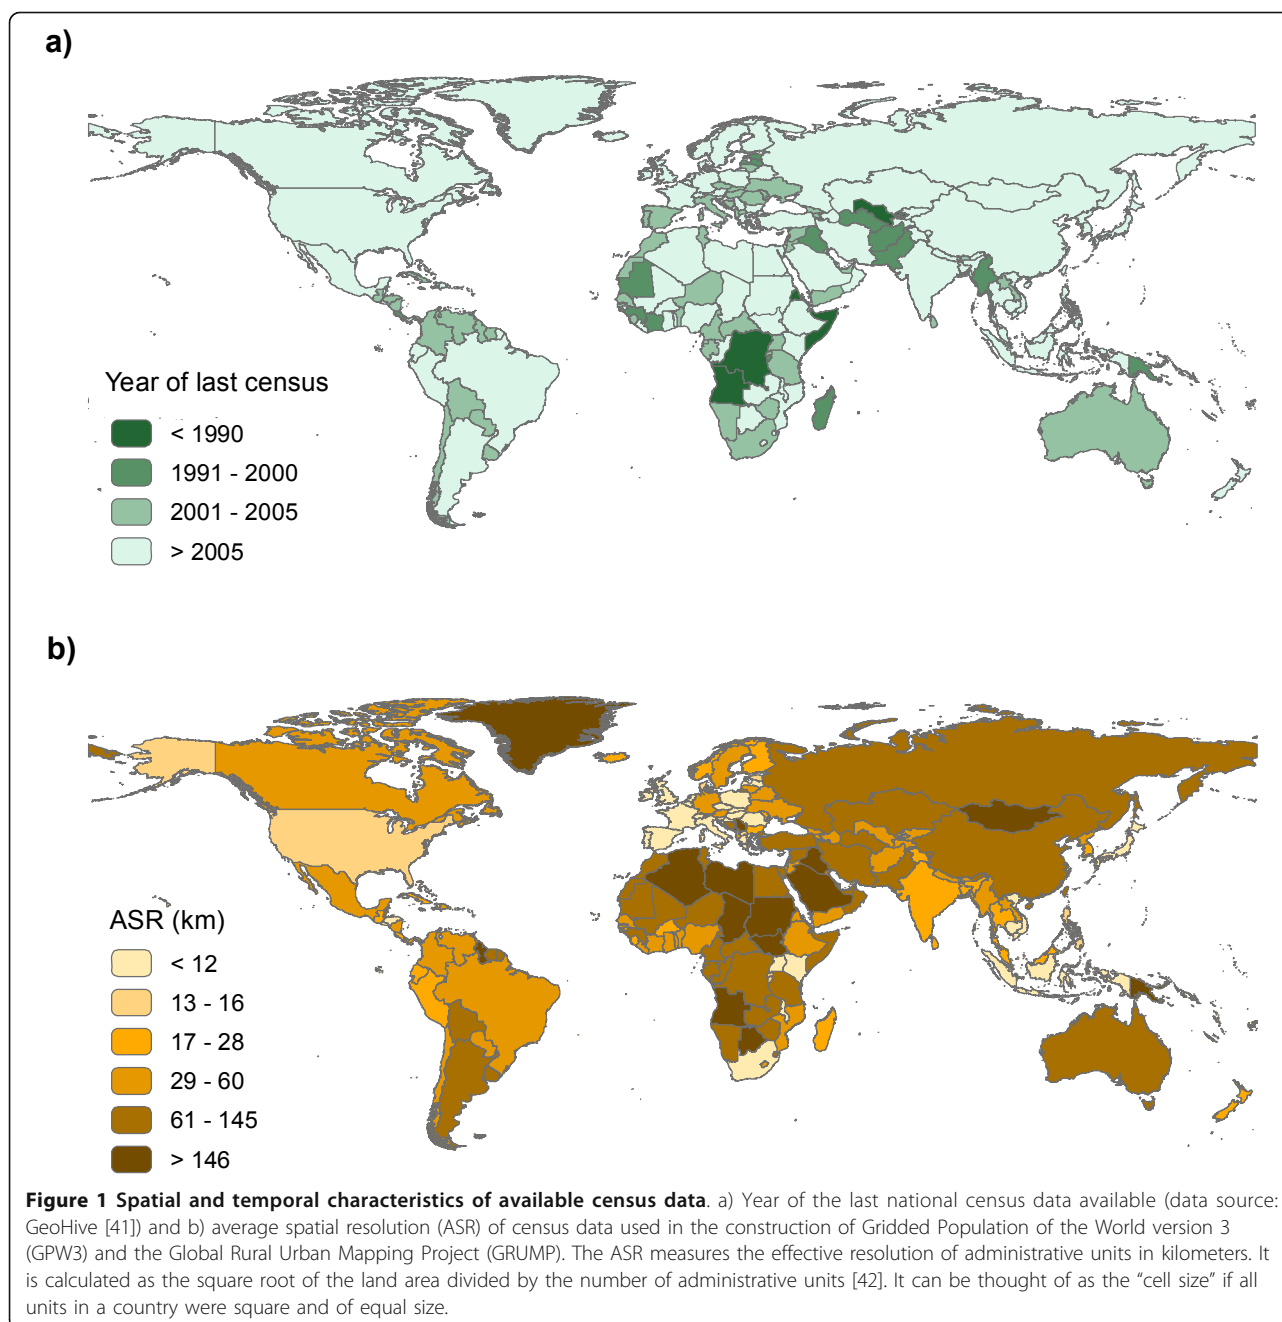 a)
Year of last census
< 1990
1991 - 2000
2001 - 2005
> 2005
b)
ASR (km)
< 12
13 - 16
17 - 28
29 - 60
61 - 145
> 146
Figure 1 Spatial and temporal characteristics of available census data. a) Year of the last national census data available (data source:
GeoHive [41]) and b) average spatial resolution (ASR) of census data used in the construction of Gridded Population of the World version 3
(GPW3) and the Global Rural Urban Mapping Project (GRUMP). The ASR measures the effective resolution of administrative units in kilometers. It
is calculated as the square root of the land area divided by the number of administrative units [42]. It can be thought of as the “cell size” if all
units in a country were square and of equal size.